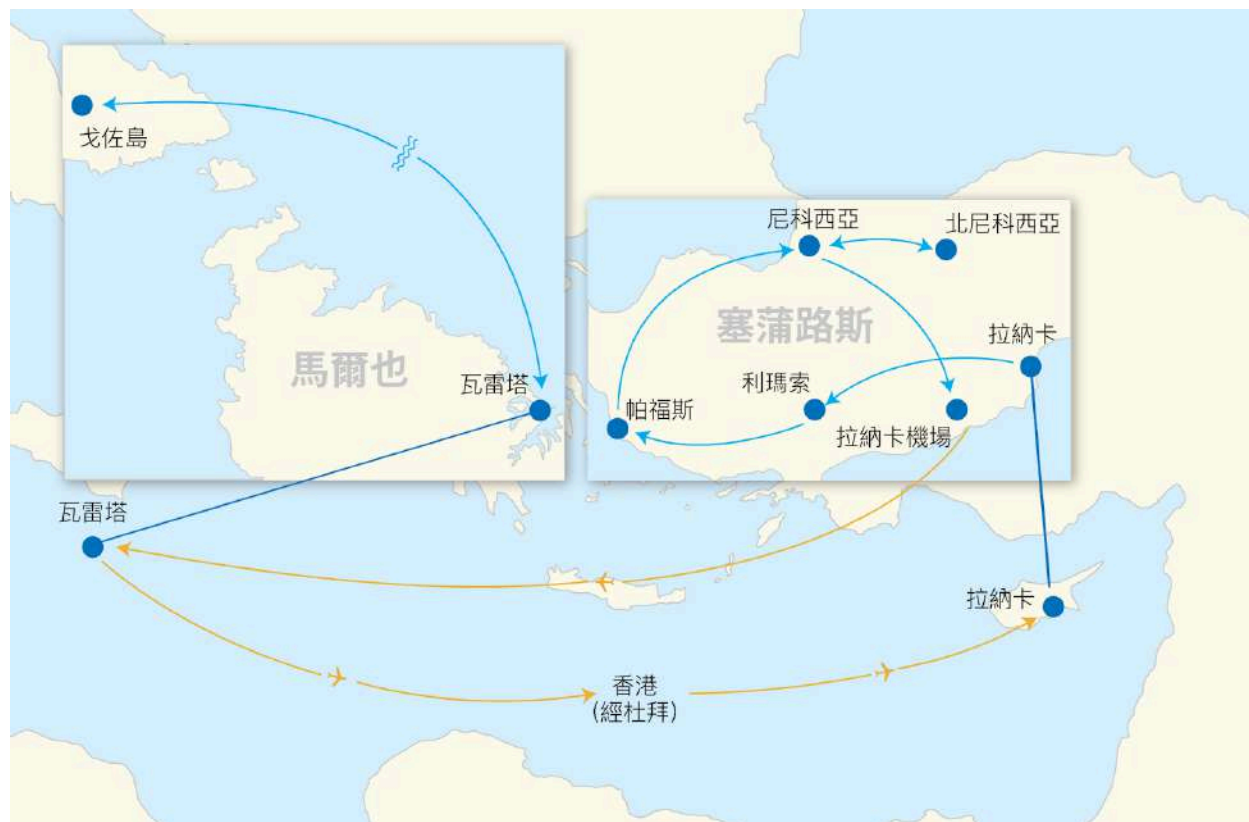 戈佐島
馬爾也
瓦雷塔
尼科西亞
北尼科西亞
塞蒲路斯
拉納卡
利瑪索
帕福斯
拉納卡機場
瓦雷塔
拉納卡
香港
(經杜拜)